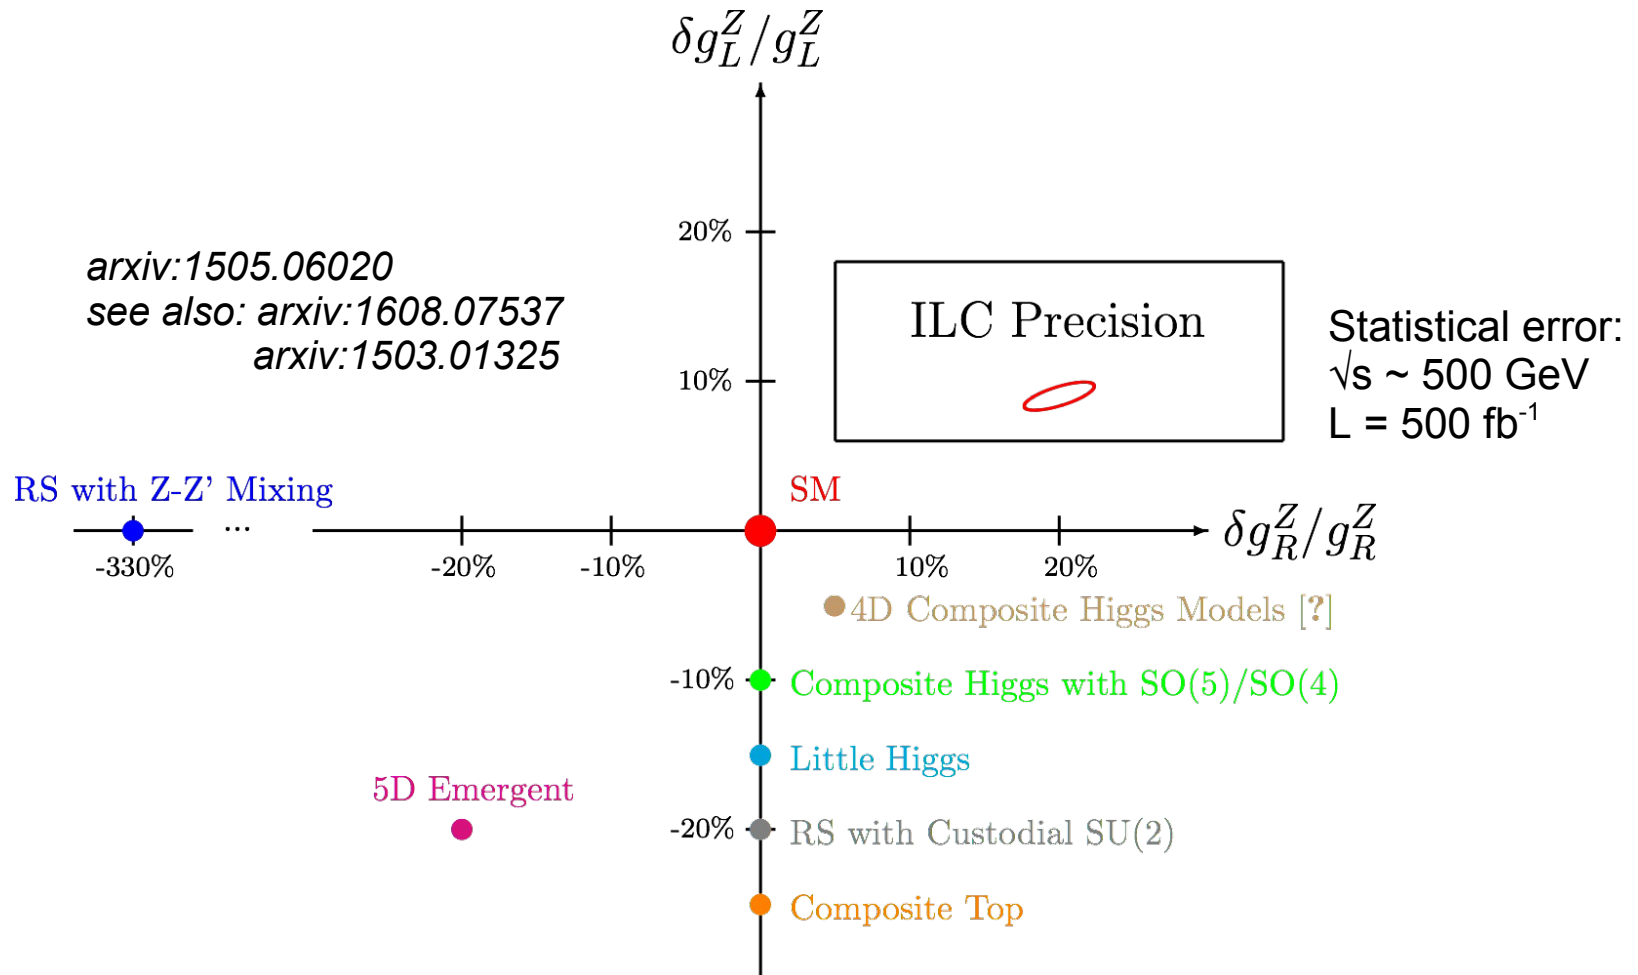 δg_L^Z/g_L^Z
20%
arxiv:1505.06020
see also: arxiv:1608.07537
arxiv:1503.01325
ILC Precision
Statistical error:
√s ~ 500 GeV
L = 500 fb⁻¹
10%
RS with Z-Z' Mixing
SM
...
δg_R^Z/g_R^Z
-330%
-20%
-10%
10%
20%
4D Composite Higgs Models [?]
-10%
Composite Higgs with SO(5)/SO(4)
Little Higgs
5D Emergent
-20%
RS with Custodial SU(2)
Composite Top